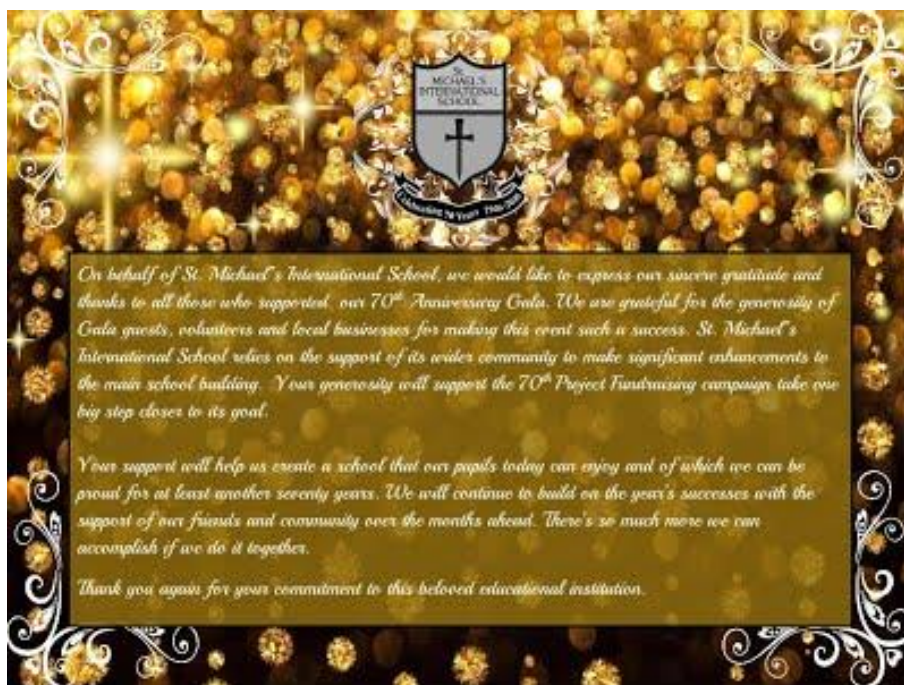 St.
MICHAEL'S
INTERNATIONAL
SCHOOL
Celebrating 70 Years
On behalf of St. Michael's International School, we would like to express our sincere gratitude and
thanks to all those who supported our 70th Anniversary Gala. We are grateful for the generosity of
Gala guests, volunteers and local businesses for making this event such a success. St. Michael's
International School relies on the support of its wider community to make significant enhancements to
the main school building. Your generosity will support the 70th Project Fundraising campaign take one
big step closer to its goal.
Your support will help us create a school that our pupils today can enjoy and of which we can be
proud for at least another seventy years. We will continue to build on the year's successes with the
support of our friends and community over the months ahead. There's so much more we can
accomplish if we do it together.
Thank you again for your commitment to this beloved educational institution.